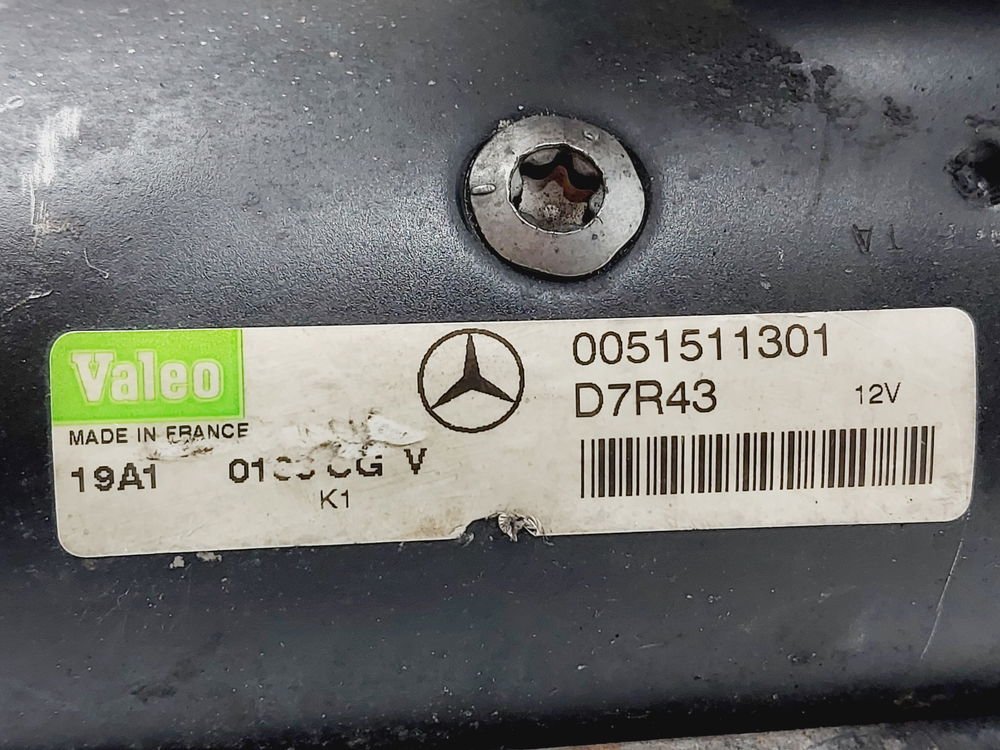 Valeo
MADE IN FRANCE
19A1 V
K1
0051511301
D7R43 12V